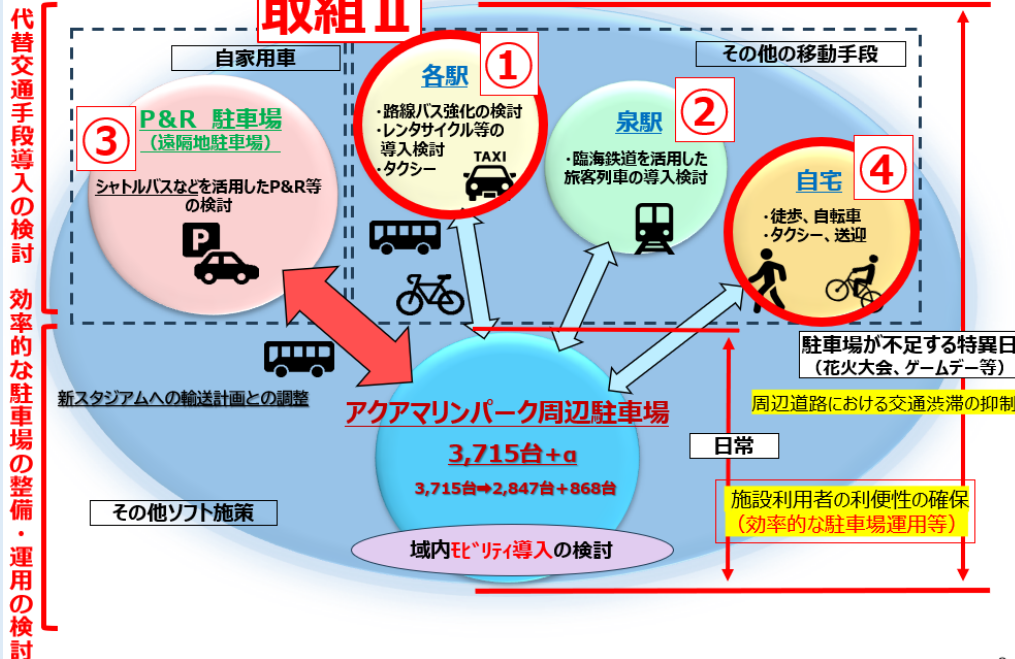 取組Ⅱ
代替交通手段導入の検討　効率的な駐車場の整備・運用の検討
自家用車
その他の移動手段
③
P&R 駐車場
（遠隔地駐車場）
シャトルバスなどを活用したP&R等
の検討
P
①
各駅
・路線バス強化の検討
・レンタサイクル等の
導入検討
・タクシー
TAXI
②
泉駅
・臨海鉄道を活用した
旅客列車の導入検討
④
自宅
・徒歩、自転車
・タクシー、送迎
駐車場が不足する特異日
（花火大会、ゲームデー等）
周辺道路における交通渋滞の抑制
新スタジアムへの輸送計画との調整
アクアマリンパーク周辺駐車場
3,715台+α
3,715台➡2,847台+868台
日常
施設利用者の利便性の確保
（効率的な駐車場運用等）
その他ソフト施策
域内ﾓﾋﾞﾘﾃｨ導入の検討